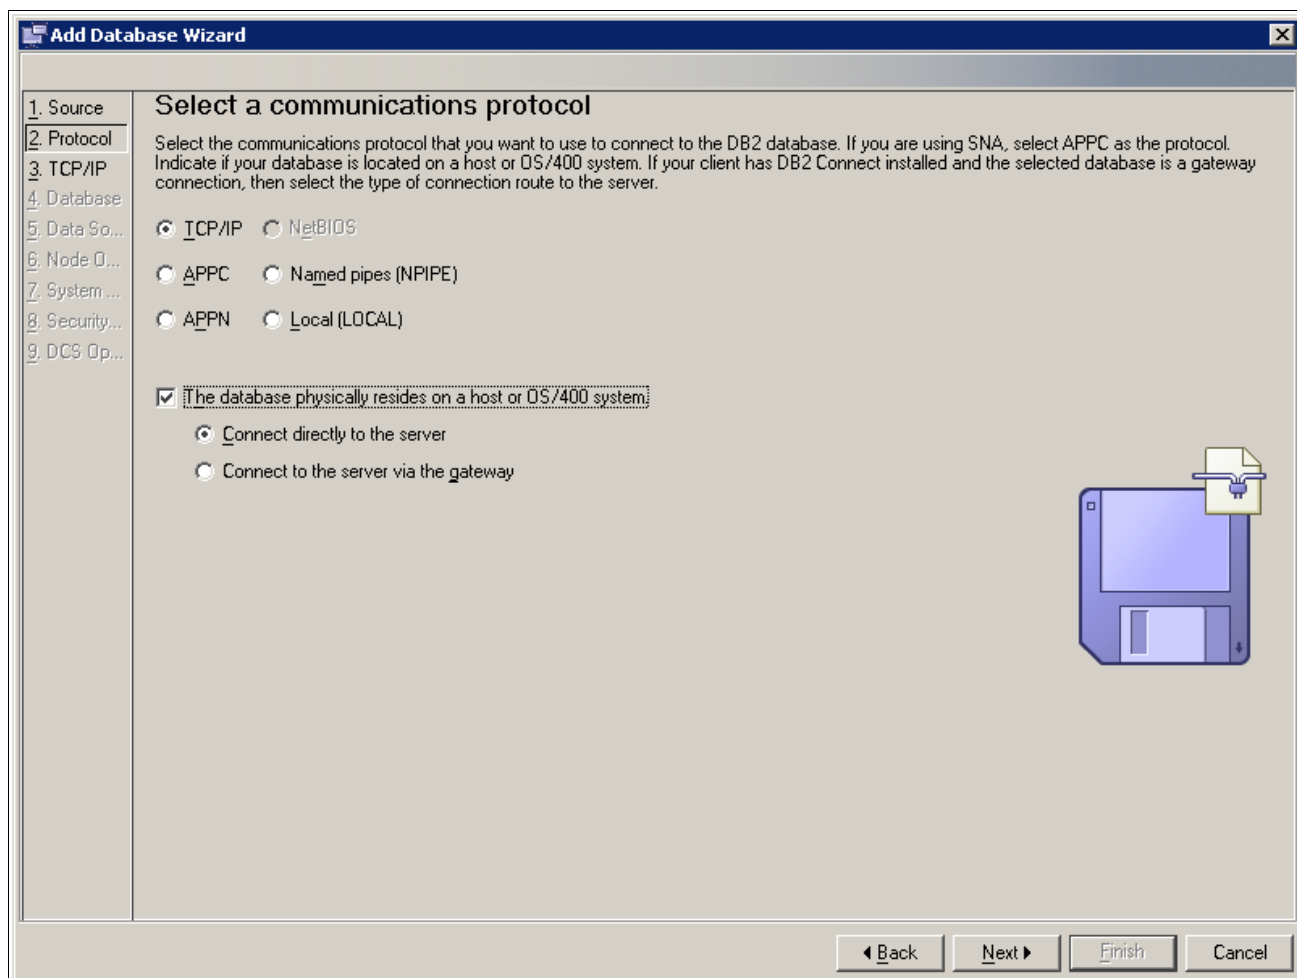 Add Database Wizard
1. Source
2. Protocol
3. TCP/IP
4. Database
5. Data So...
6. Node O...
7. System ...
8. Security...
9. DCS Op...
Select a communications protocol
Select the communications protocol that you want to use to connect to the DB2 database. If you are using SNA, select APPC as the protocol.
Indicate if your database is located on a host or OS/400 system. If your client has DB2 Connect installed and the selected database is a gateway
connection, then select the type of connection route to the server.
TCP/IP NetBIOS
APPC Named pipes (NPIPE)
APPN Local (LOCAL)
The database physically resides on a host or OS/400 system.
Connect directly to the server
Connect to the server via the gateway
Back Next Finish Cancel